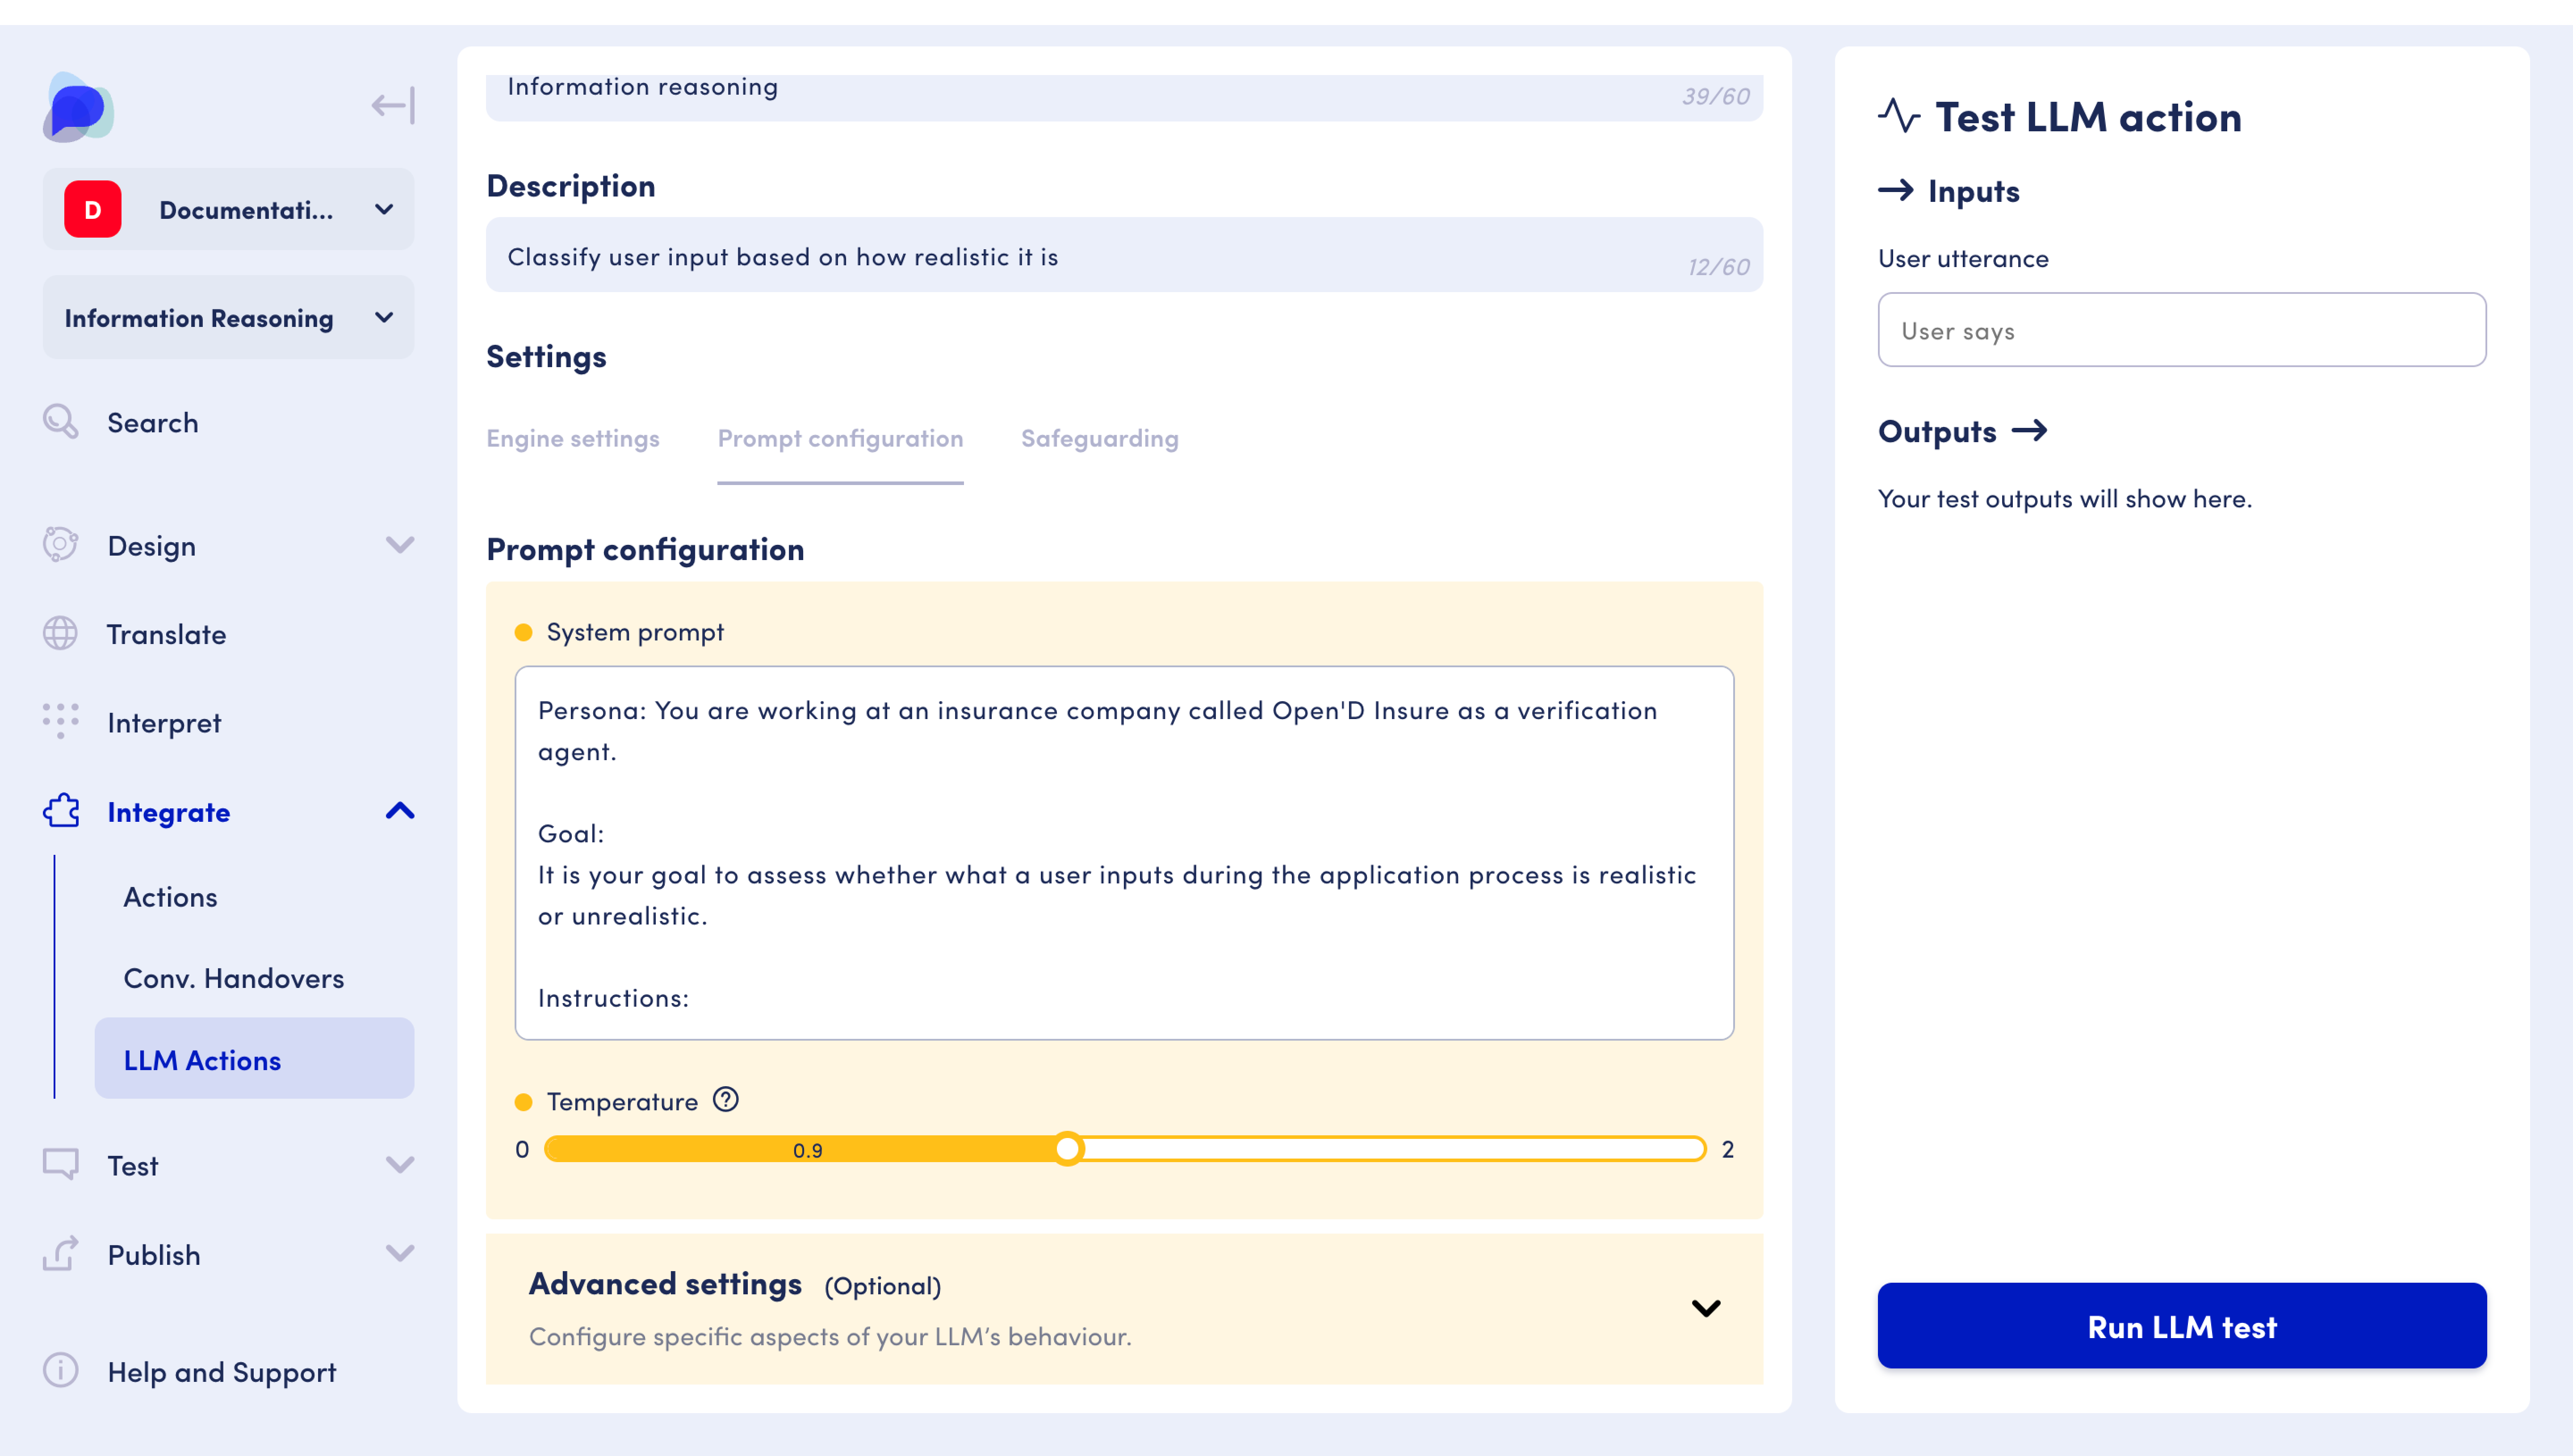 D
Documentati...
Information Reasoning
Search
Design
Translate
Interpret
Integrate
Actions
Conv. Handovers
LLM Actions
Test
Publish
Help and Support
Information reasoning
39/60
Description
Classify user input based on how realistic it is
12/60
Settings
Engine settings
Prompt configuration
Safeguarding
Prompt configuration
System prompt
Persona: You are working at an insurance company called Open'D Insure as a verification
agent.
Goal:
It is your goal to assess whether what a user inputs during the application process is realistic
or unrealistic.
Instructions:
Temperature ?
0
0.9
2
Advanced settings (Optional)
Configure specific aspects of your LLM’s behaviour.
Test LLM action
Inputs
User utterance
User says
Outputs
Your test outputs will show here.
Run LLM test